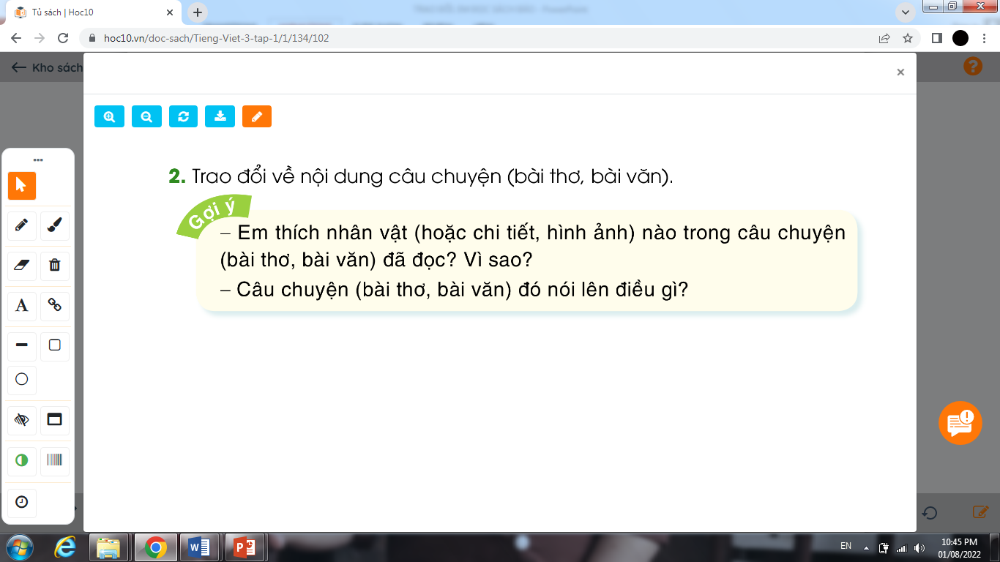 Tủ sách | Hoc10
hoc10.vn/doc-sach/Tieng-Viet-3-tap-1/1/134/102
Kho sách
2. Trao đổi về nội dung câu chuyện (bài thơ, bài văn).
Gợi ý
– Em thích nhân vật (hoặc chi tiết, hình ảnh) nào trong câu chuyện
(bài thơ, bài văn) đã đọc? Vì sao?
– Câu chuyện (bài thơ, bài văn) đó nói lên điều gì?
A
EN
10:45 PM
01/08/2022